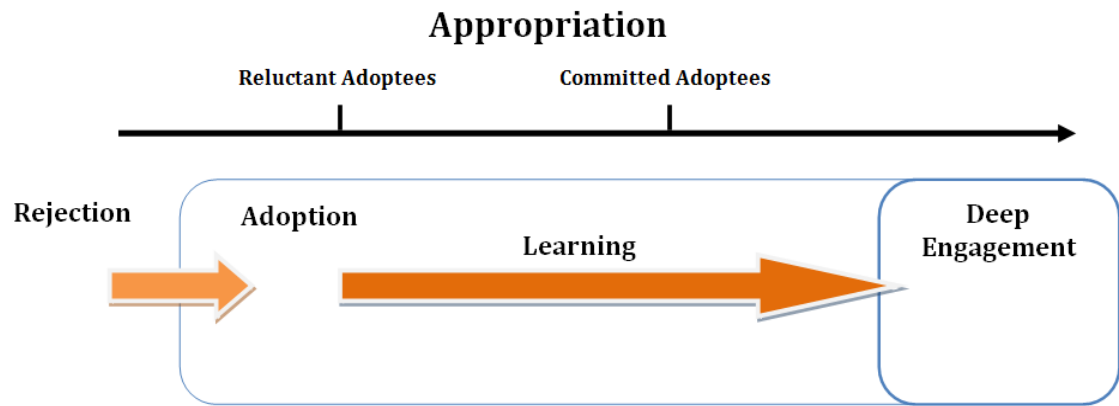 Appropriation
Reluctant Adoptees
Committed Adoptees
Rejection
Adoption
Learning
Deep
Engagement